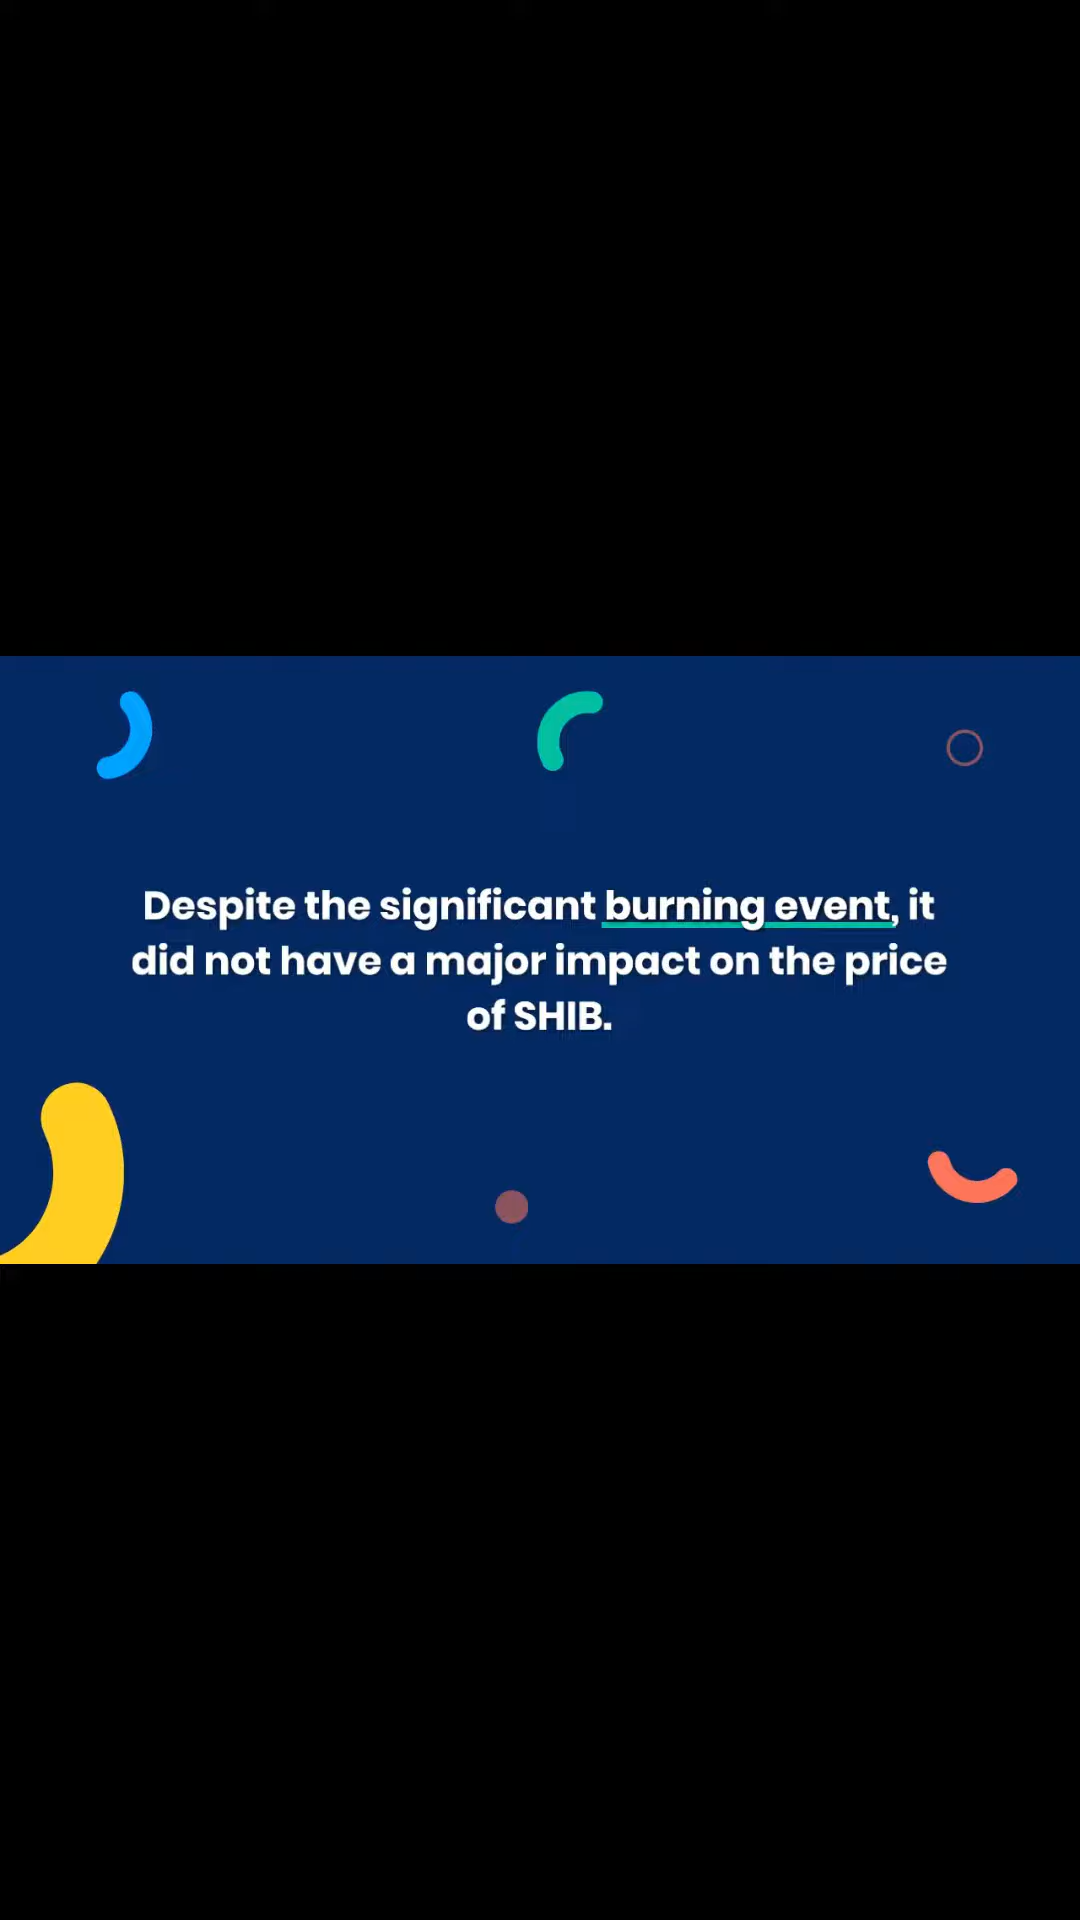 Despite the significant burning event, it
did not have a major impact on the price
of SHIB.